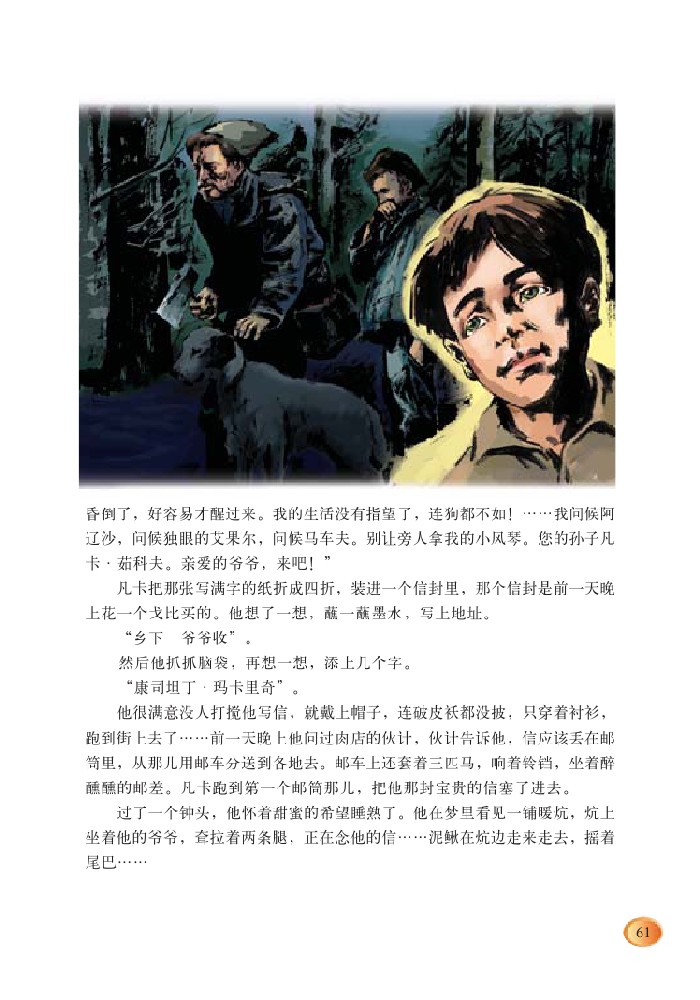 昏倒了，好容易才醒过来。我的生活没有指望了，连狗都不如！……我问候阿
辽沙，问候独眼的艾果尔，问候马车夫。别让旁人拿我的小风琴。您的孙子凡
卡·茹科夫。亲爱的爷爷，来吧！”
凡卡把那张写满字的纸折成四折，装进一个信封里，那个信封是前一天晚
上花一个戈比买的。他想了一想，蘸一蘸墨水，写上地址。
“乡下　爷爷收”。
然后他抓抓脑袋，再想一想，添上几个字。
“康司坦丁·玛卡里奇”。
他很满意没人打搅他写信，就戴上帽子，连破皮袄都没披，只穿着衬衫，
跑到街上去了……前一天晚上他问过肉店的伙计，伙计告诉他，信应该丢在邮
筒里，从那儿用邮车分送到各地去。邮车上还套着三匹马，响着铃铛，坐着醉
醺醺的邮差。凡卡跑到第一个邮筒那儿，把他那封宝贵的信塞了进去。
过了一个钟头，他怀着甜蜜的希望睡熟了。他在梦里看见一铺暖炕，炕上
坐着他的爷爷，耷拉着两条腿，正在念他的信……泥鳅在炕边走来走去，摇着
尾巴……
61